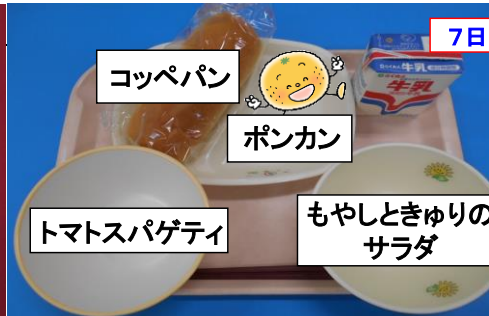 7日
コッペパン
牛乳
ポンカン
トマトスパゲティ
もやしときゅりの
サラダ